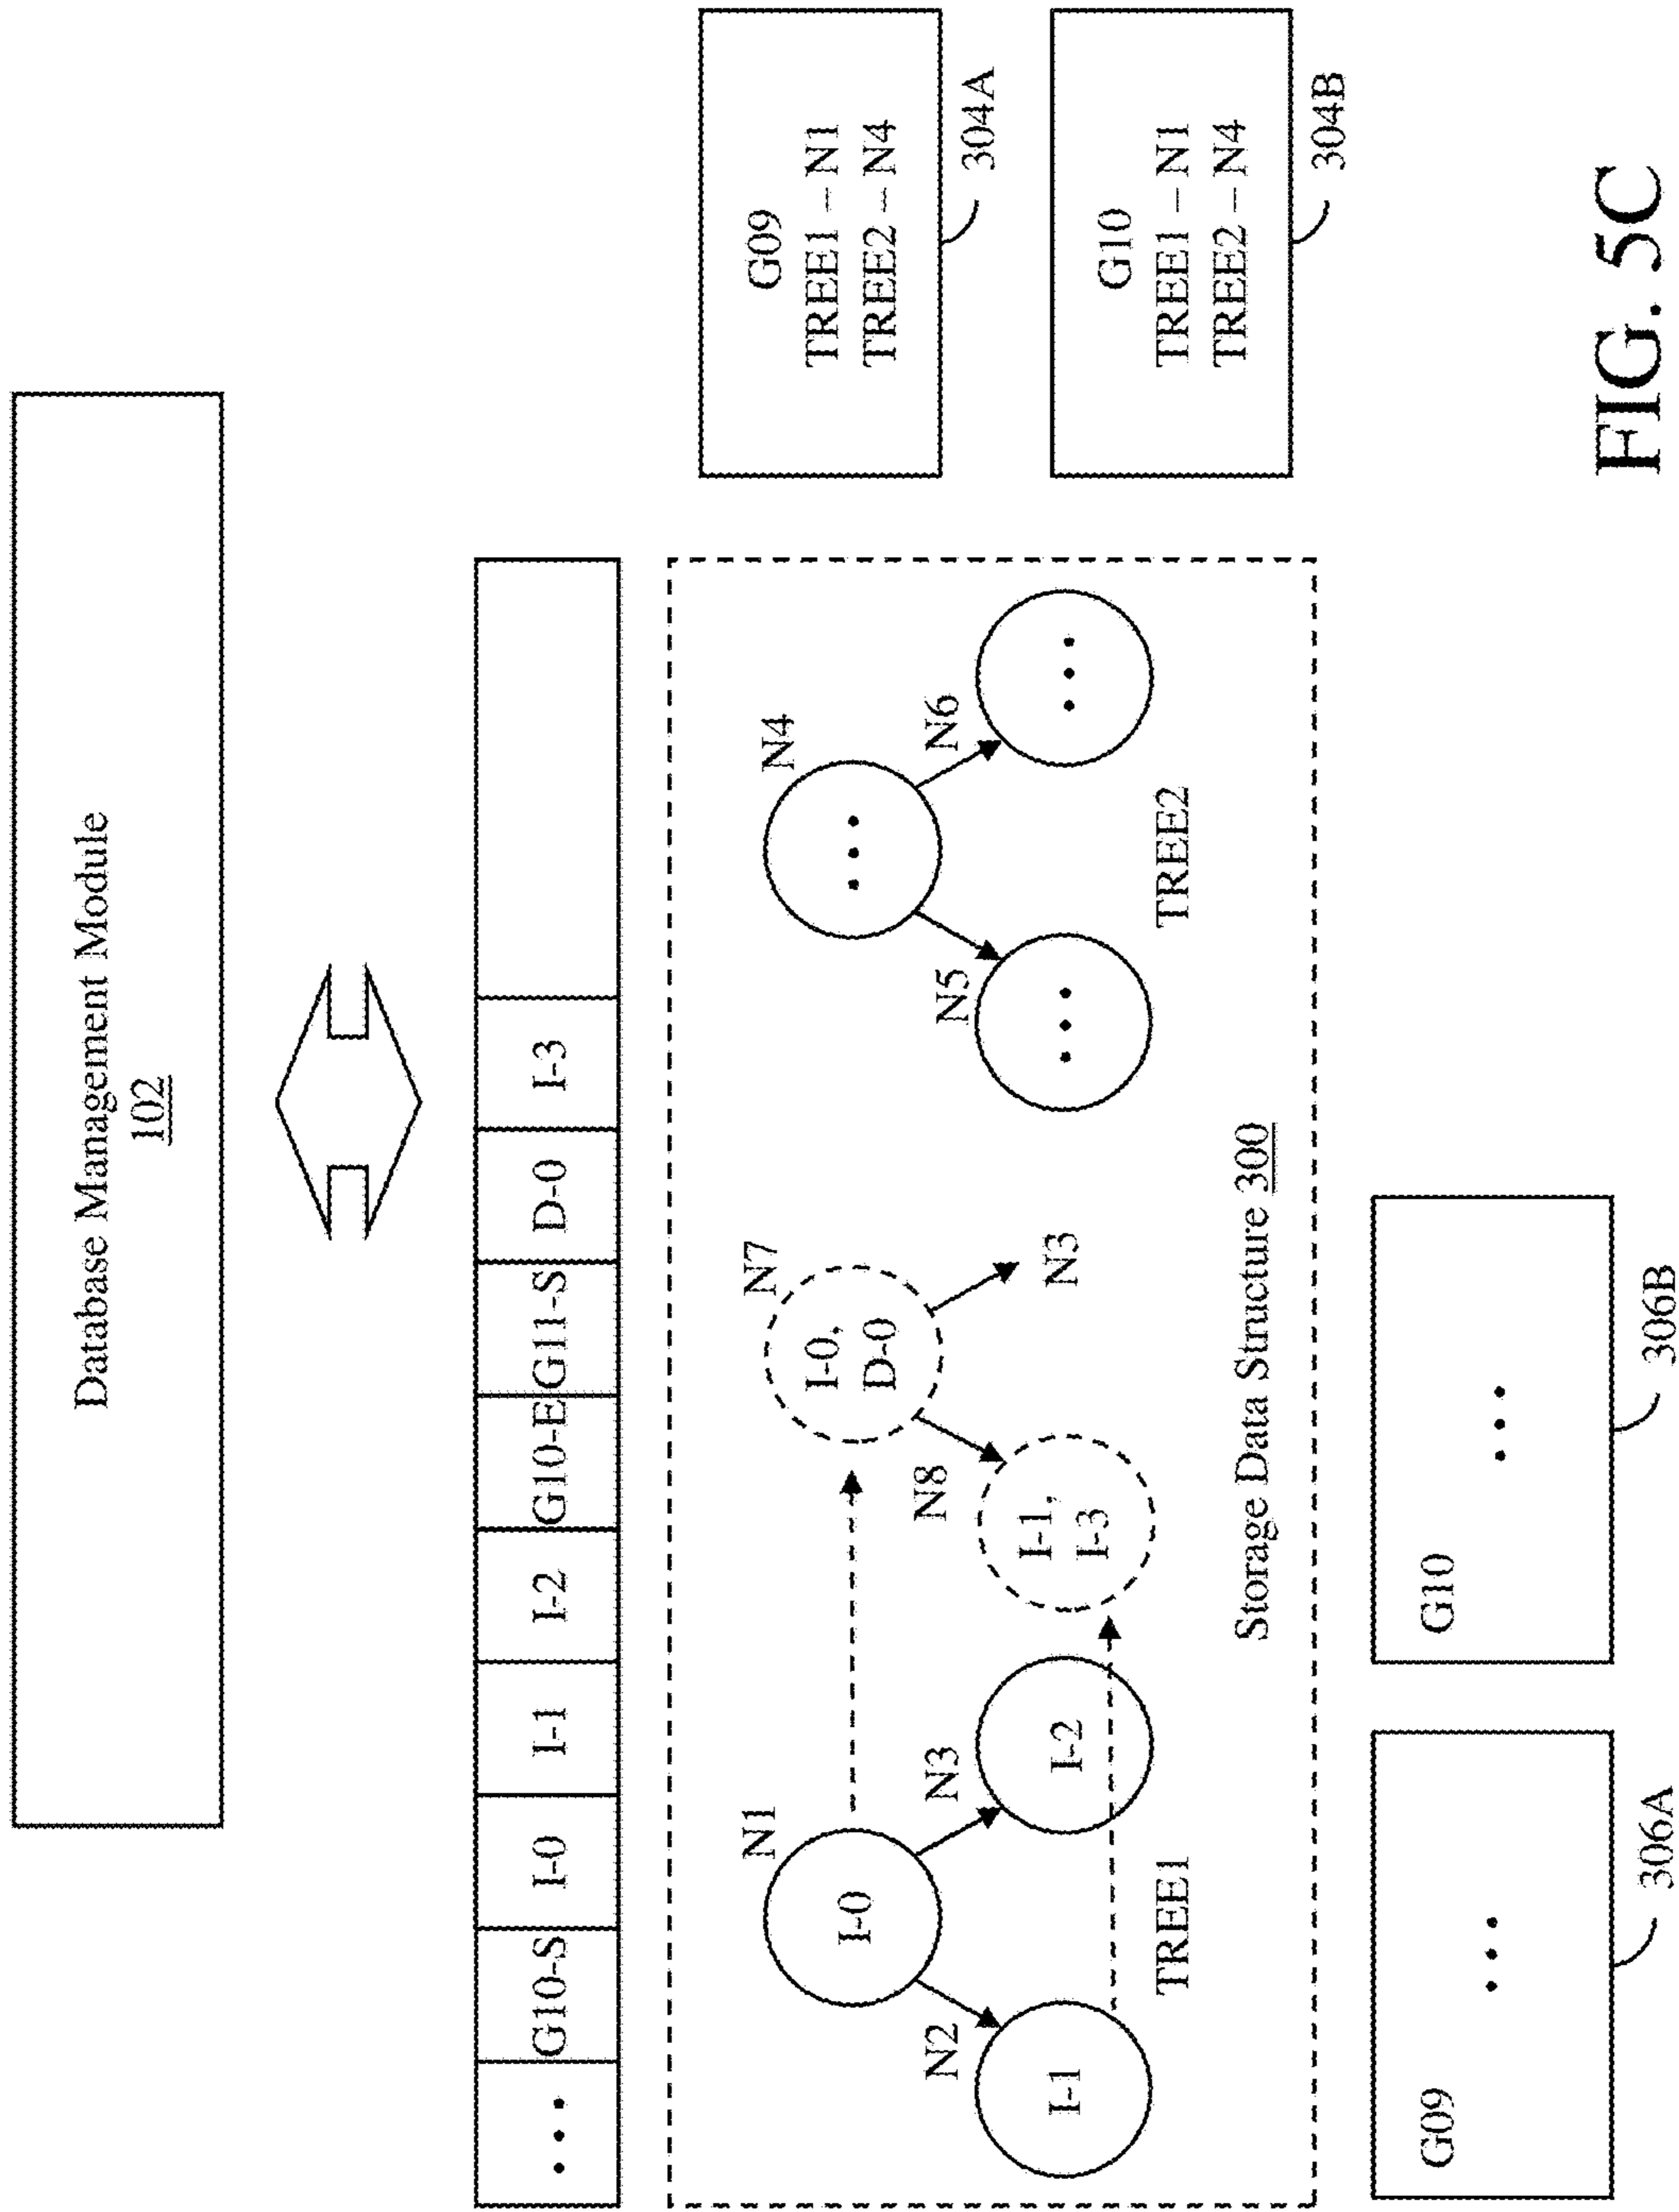 Database Management Module
102
• • •
G10-S
I-0
I-1
I-2
G10-E
G11-S
D-0
I-3
N1
I-0
N2
I-1
N3
I-2
TREE1
N7
I-0,
D-0
N8
I-1,
I-3
N3
N4
• • •
N5
• • •
N6
• • •
TREE2
Storage Data Structure 300
G09
TREE1 – N1
TREE2 – N4
304A
G10
TREE1 – N1
TREE2 – N4
304B
G09
• • •
306A
G10
• • •
306B
FIG. 5C